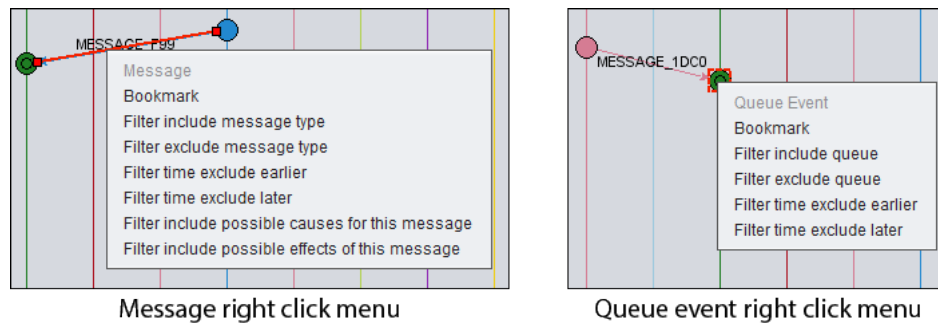 MESSAGE_F99
Message
Bookmark
Filter include message type
Filter exclude message type
Filter time exclude earlier
Filter time exclude later
Filter include possible causes for this message
Filter include possible effects of this message
Message right click menu
MESSAGE_1DC0
Queue Event
Bookmark
Filter include queue
Filter exclude queue
Filter time exclude earlier
Filter time exclude later
Queue event right click menu